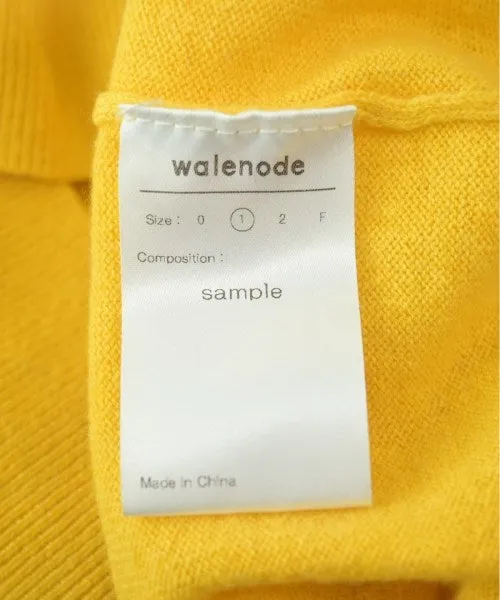 walenode
Size : 0 1 2 F
Composition :
sample
Made in China